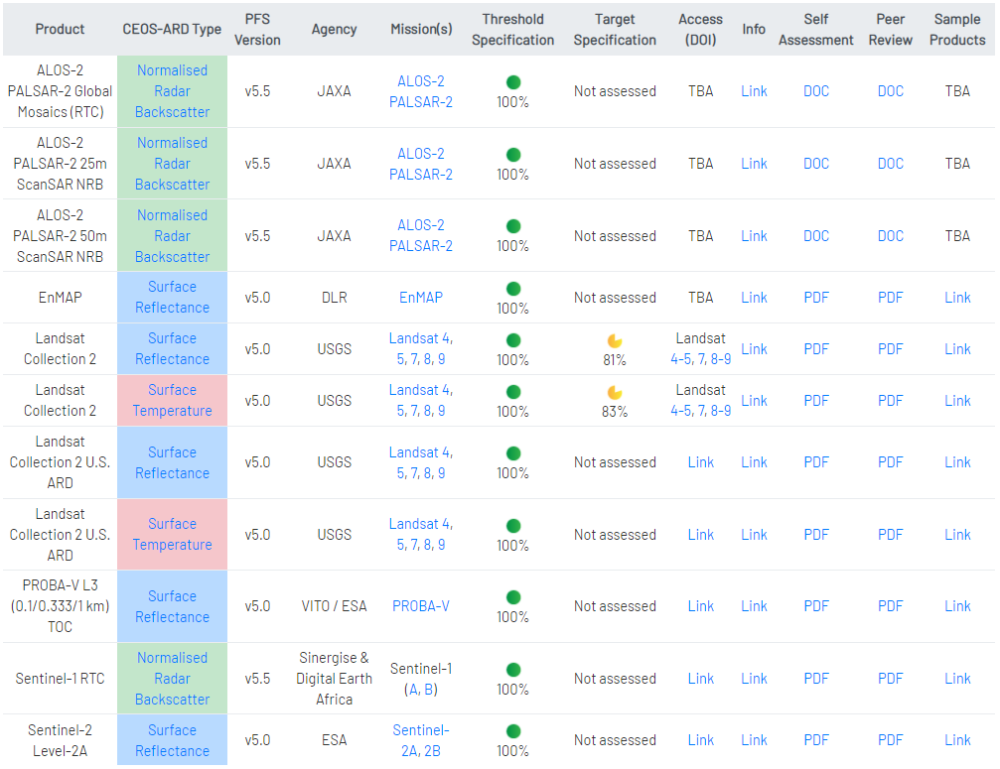 Product CEOS-ARD Type PFS Version Agency Mission(s) Threshold Specification Target Specification Access (DOI) Info Self Assessment Peer Review Sample Products
ALOS-2 PALSAR-2 Global Mosaics (RTC) Normalised Radar Backscatter v5.5 JAXA ALOS-2 PALSAR-2 100% Not assessed TBA Link DOC DOC TBA
ALOS-2 PALSAR-2 25m ScanSAR NRB Normalised Radar Backscatter v5.5 JAXA ALOS-2 PALSAR-2 100% Not assessed TBA Link DOC DOC TBA
ALOS-2 PALSAR-2 50m ScanSAR NRB Normalised Radar Backscatter v5.5 JAXA ALOS-2 PALSAR-2 100% Not assessed TBA Link DOC DOC TBA
EnMAP Surface Reflectance v5.0 DLR EnMAP 100% Not assessed TBA Link PDF PDF Link
Landsat Collection 2 Surface Reflectance v5.0 USGS Landsat 4, 5, 7, 8, 9 100% 81% Landsat 4-5, 7, 8-9 Link PDF PDF Link
Landsat Collection 2 Surface Temperature v5.0 USGS Landsat 4, 5, 7, 8, 9 100% 83% Landsat 4-5, 7, 8-9 Link PDF PDF Link
Landsat Collection 2 U.S. ARD Surface Reflectance v5.0 USGS Landsat 4, 5, 7, 8, 9 100% Not assessed Link Link PDF PDF Link
Landsat Collection 2 U.S. ARD Surface Temperature v5.0 USGS Landsat 4, 5, 7, 8, 9 100% Not assessed Link Link PDF PDF Link
PROBA-V L3 (0.1/0.333/1 km) TOC Surface Reflectance v5.0 VITO / ESA PROBA-V 100% Not assessed Link Link PDF PDF Link
Sentinel-1 RTC Normalised Radar Backscatter v5.5 Sinergise & Digital Earth Africa Sentinel-1 (A, B) 100% Not assessed Link Link PDF PDF Link
Sentinel-2 Level-2A Surface Reflectance v5.0 ESA Sentinel-2A, 2B 100% Not assessed Link Link PDF PDF Link